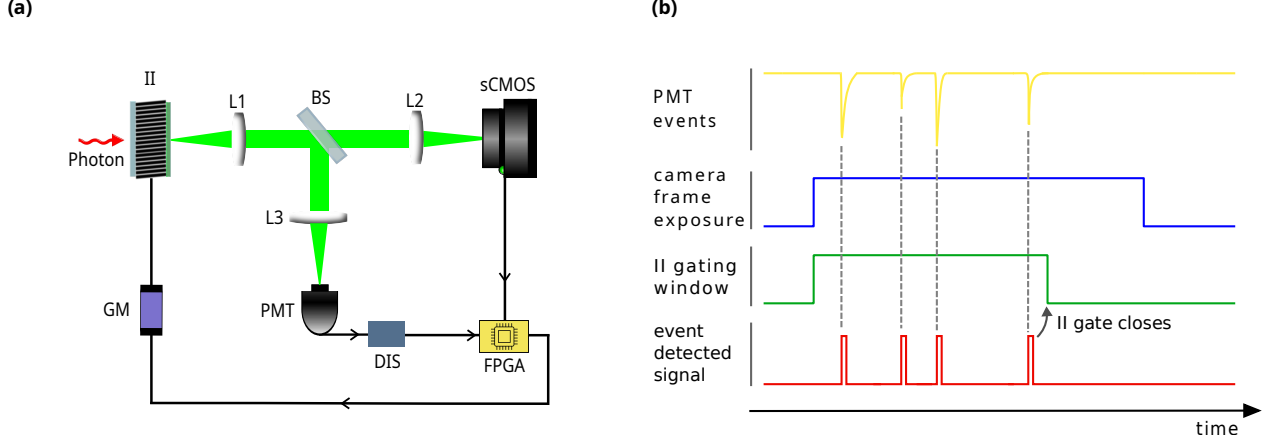 (a)
II
L1
BS
L2
sCMOS
Photon
L3
GM
PMT
DIS
FPGA
(b)
PMT
events
camera
frame
exposure
II gating
window
event
detected
signal
II gate closes
time